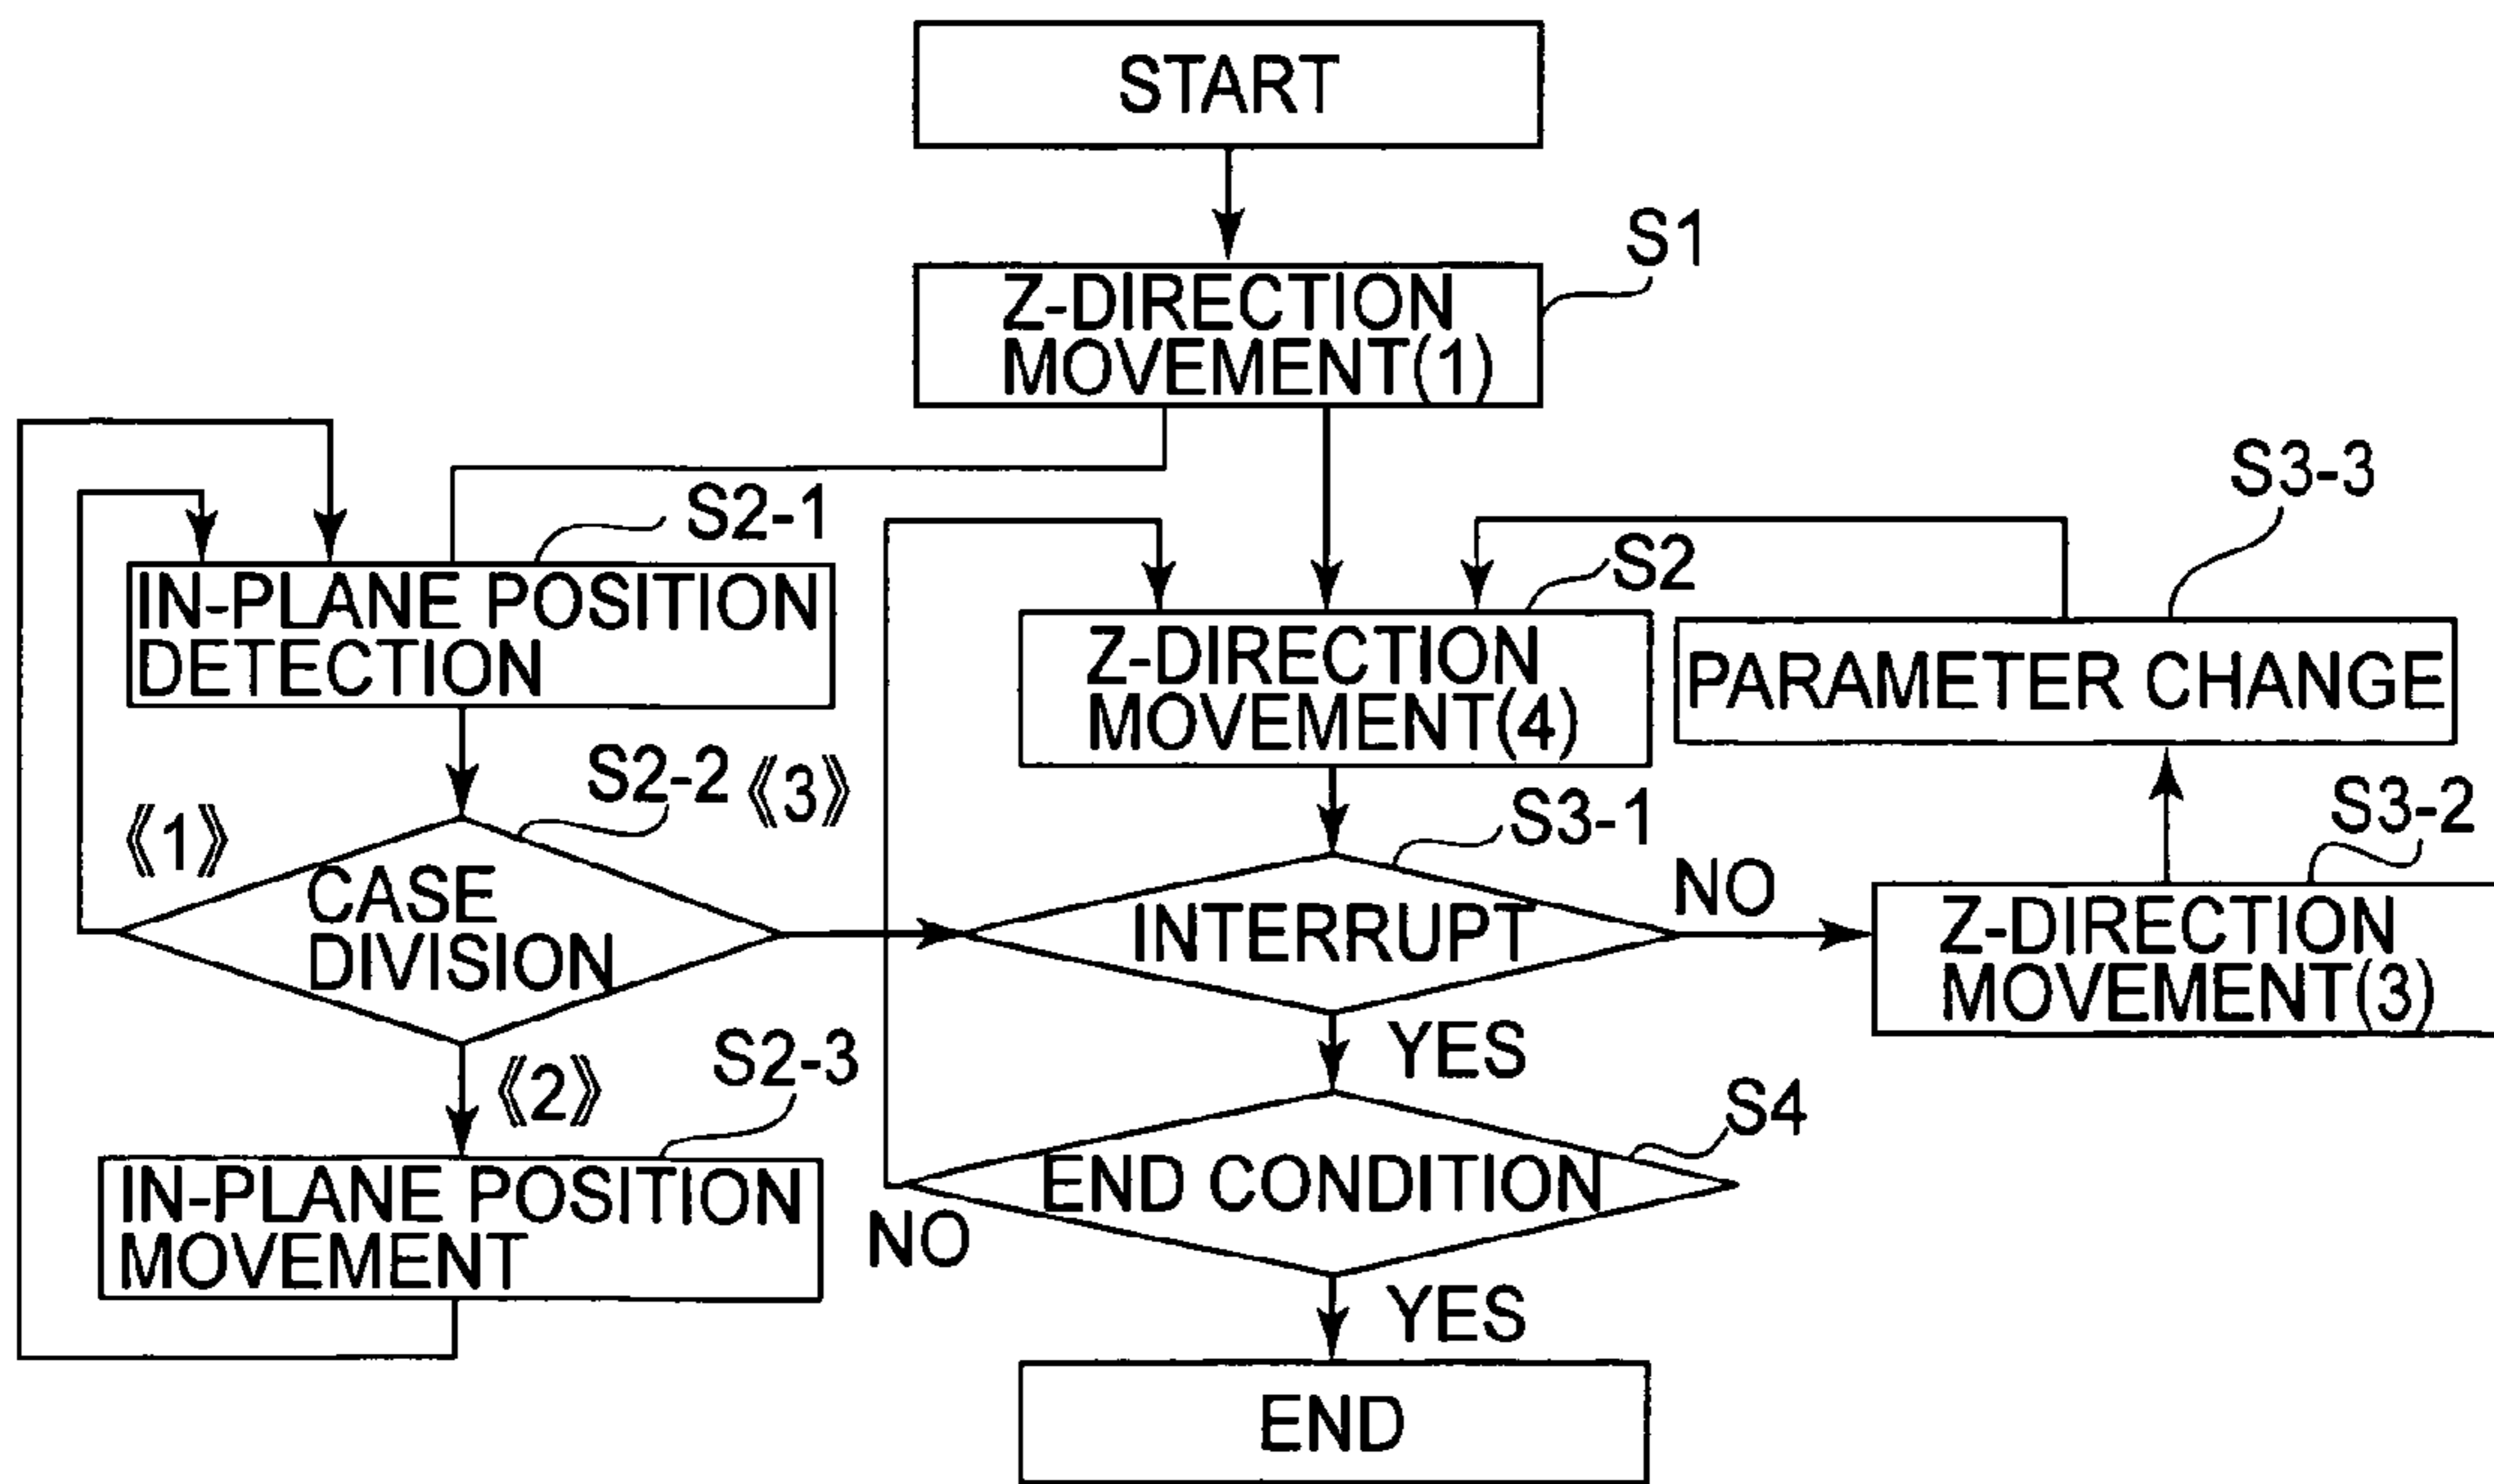 START
S1
Z-DIRECTION
MOVEMENT(1)
S2-1
IN-PLANE POSITION
DETECTION
S2
Z-DIRECTION
MOVEMENT(4)
S3-3
PARAMETER CHANGE
《1》
S2-2
《3》
CASE
DIVISION
S3-1
INTERRUPT
NO
S3-2
Z-DIRECTION
MOVEMENT(3)
《2》
S2-3
IN-PLANE POSITION
MOVEMENT
YES
S4
END CONDITION
NO
YES
END